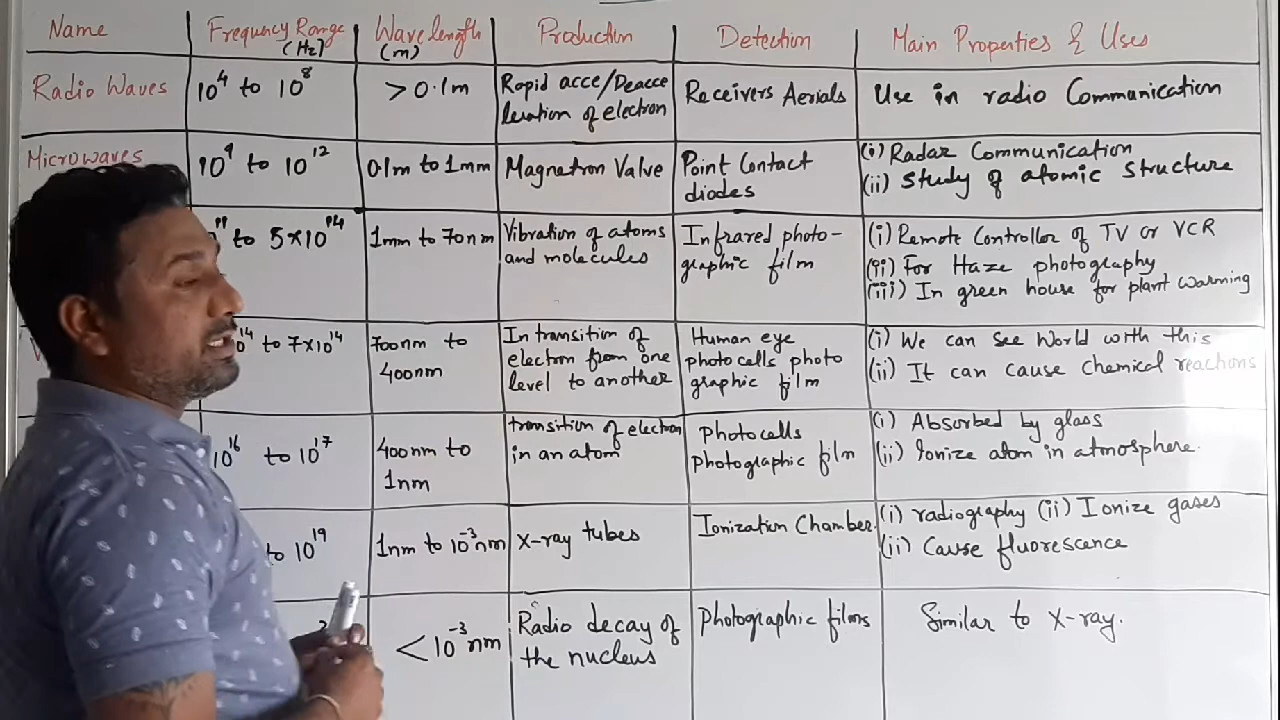 Name
Frequency Range
(Hz)
Wavelength
(m)
Production
Detection
Main Properties & Uses
Radio Waves
10⁴ to 10⁸
> 0.1m
Rapid acce/Deacce
leration of electron
Receivers Aerials
Use in radio Communication
Microwaves
10⁹ to 10¹²
0.1m to 1mm
Magnetron Valve
Point Contact
diodes
(i) Radar Communication
(ii) Study of atomic structure
to 5×10¹⁴
1mm to 70nm
Vibration of atoms
and molecules
Infrared photo-
graphic film
(i) Remote Controller of TV or VCR
(ii) For Haze photography
(iii) In green house for plant warming
to 7×10¹⁴
700nm to
400nm
In transition of
electron from one
level to another
Human eye
photocells photo
graphic film
(i) We can see World with this
(ii) It can cause chemical reactions
10¹⁶ to 10¹⁷
400nm to
1nm
transition of electron
in an atom
Photocells
Photographic film
(i) Absorbed by glass
(ii) Ionize atom in atmosphere.
to 10¹⁹
1nm to 10⁻³nm
X-ray tubes
Ionization Chamber
(i) radiography (ii) Ionize gases
(ii) Cause fluorescence
< 10⁻³nm
Radio decay of
the nucleus
Photographic films
Similar to X-ray.